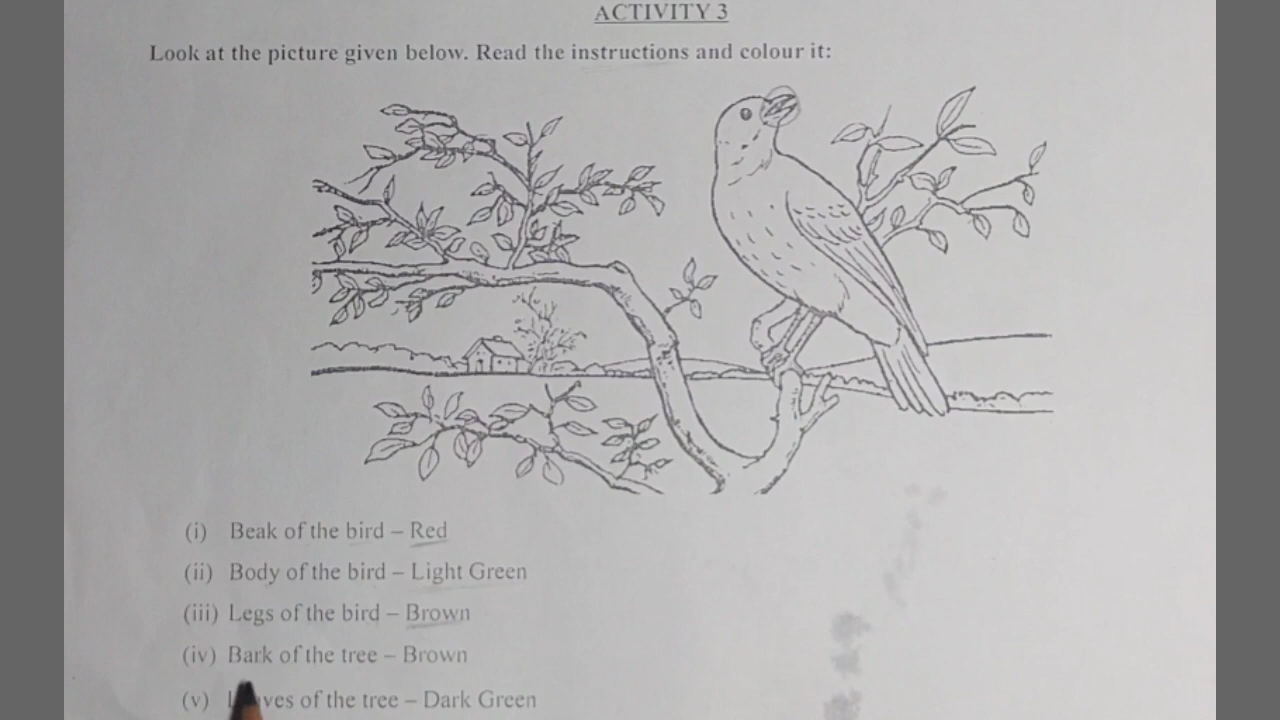 ACTIVITY 3
Look at the picture given below. Read the instructions and colour it:
(i) Beak of the bird – Red
(ii) Body of the bird – Light Green
(iii) Legs of the bird – Brown
(iv) Bark of the tree – Brown
(v) of the tree – Dark Green